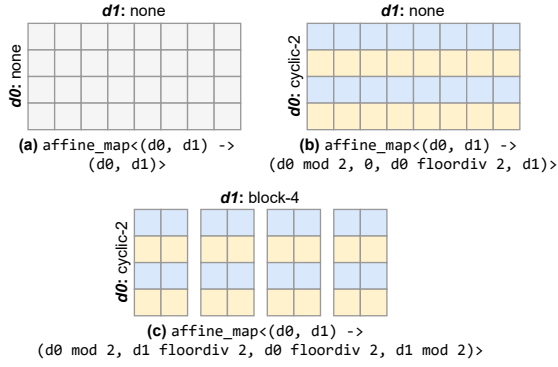 d1: none
d0: none
(a) affine_map<(d0, d1) ->
(d0, d1)>
d1: none
d0: cyclic-2
(b) affine_map<(d0, d1) ->
(d0 mod 2, 0, d0 floordiv 2, d1)>
d1: block-4
d0: cyclic-2
(c) affine_map<(d0, d1) ->
(d0 mod 2, d1 floordiv 2, d0 floordiv 2, d1 mod 2)>